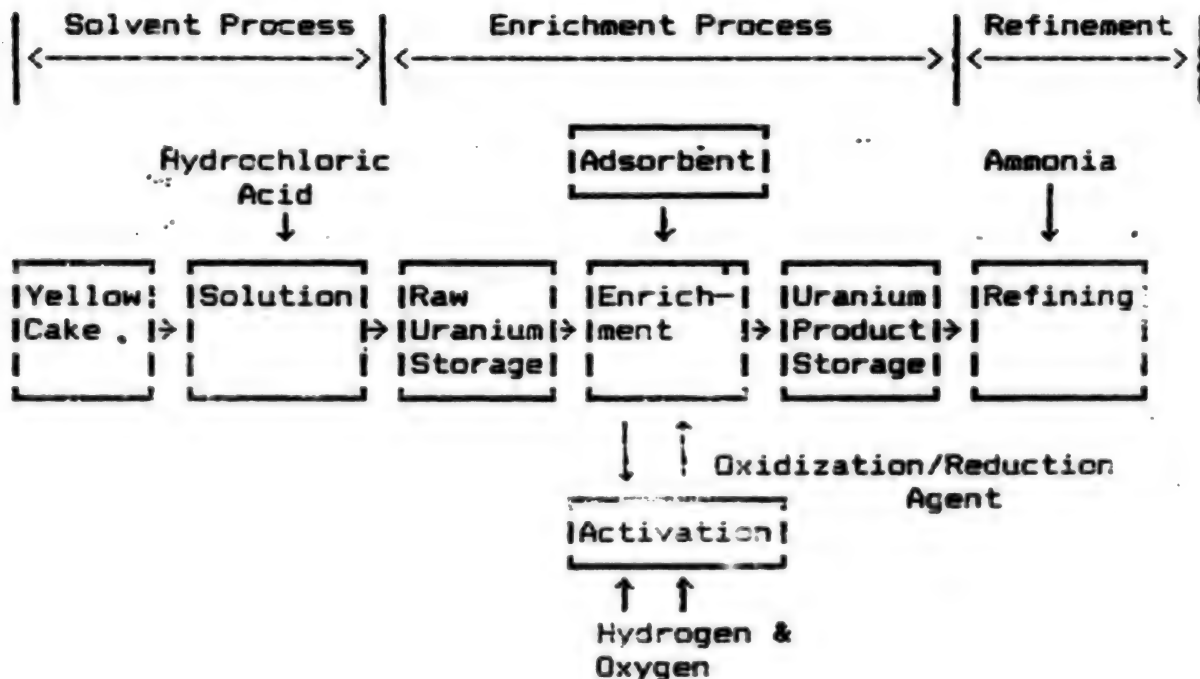 Solvent Process
Enrichment Process
Refinement
Hydrochloric
Acid
Adsorbent
Ammonia
Yellow
Cake
Solution
Raw
Uranium
Storage
Enrich-
ment
Uranium
Product
Storage
Refining
Oxidization/Reduction
Agent
Activation
Hydrogen &
Oxygen